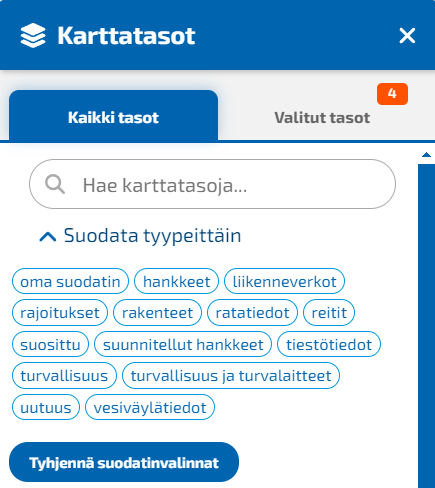 Karttatasot
Kaikki tasot
Valitut tasot
4
Hae karttatasoja...
Suodata tyypeittäin
oma suodatin hankkeet liikenneverkot
rajoitukset rakenteet ratatiedot reitit
suosittu suunnitellut hankkeet tiestötiedot
turvallisuus turvallisuus ja turvalaitteet
uutuus vesiväylätiedot
Tyhjennä suodatinvalinnat